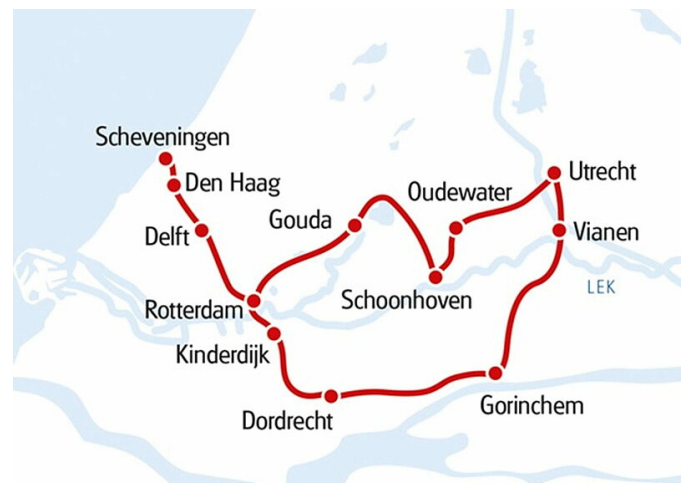 Scheveningen
Den Haag
Utrecht
Oudewater
Gouda
Delft
Vianen
LEK
Schoonhoven
Rotterdam
Kinderdijk
Gorinchem
Dordrecht